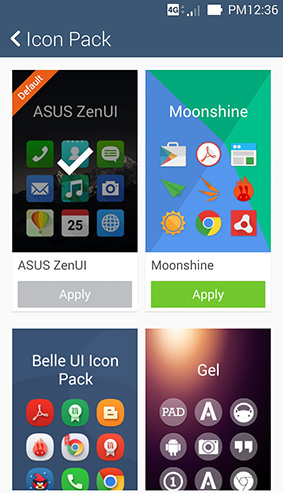 4G PM12:36
Icon Pack
Default
ASUS ZenUI
25
ASUS ZenUI
Apply
Moonshine
Moonshine
Apply
Belle UI Icon
Pack
Gel
PAD
1